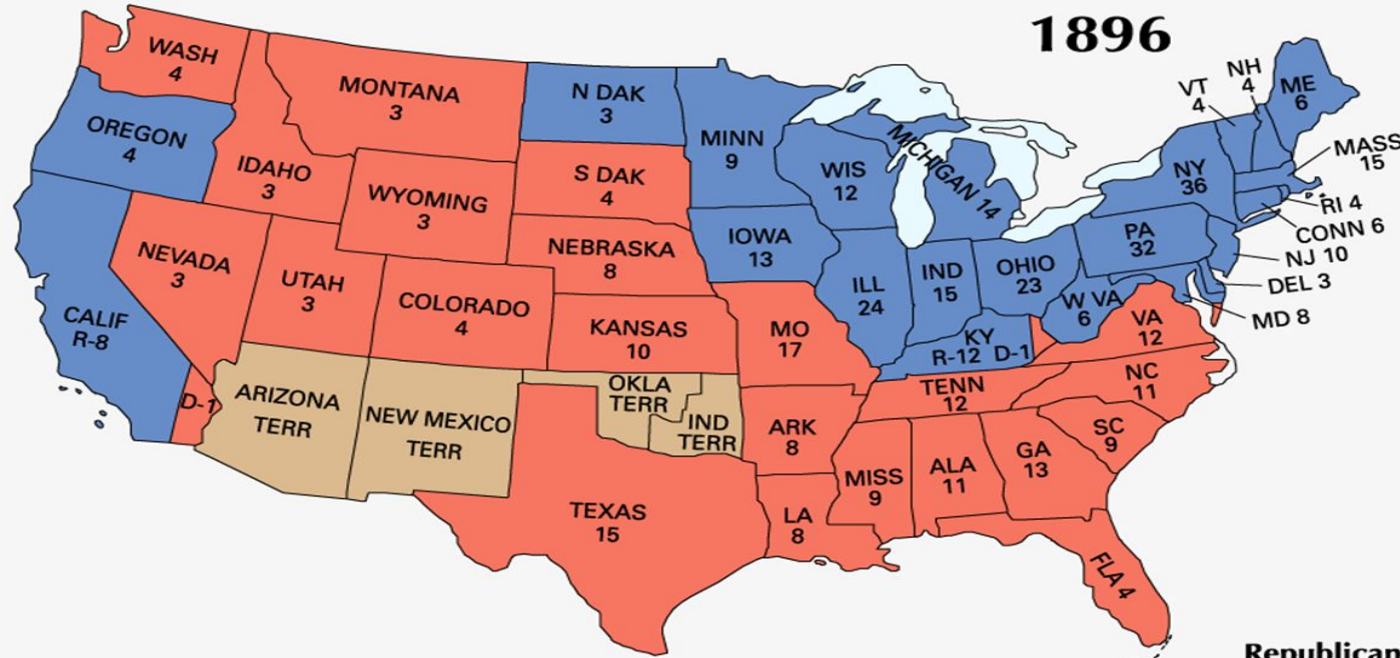 1896
WASH
4
MONTANA
3
N DAK
3
MINN
9
OREGON
4
IDAHO
3
WYOMING
3
S DAK
4
WIS
12
MICHIGAN 14
NY
36
VT
4
NH
4
ME
6
MASS
15
RI 4
CONN 6
NJ 10
DEL 3
MD 8
NEVADA
3
UTAH
3
COLORADO
4
NEBRASKA
8
IOWA
13
ILL
24
IND
15
OHIO
23
PA
32
W VA
6
VA
12
CALIF
R-8
D-1
KANSAS
10
MO
17
KY
R-12 D-1
TENN
12
NC
11
SC
9
ARIZONA
TERR
NEW MEXICO
TERR
OKLA
TERR
IND
TERR
ARK
8
MISS
9
ALA
11
GA
13
TEXAS
15
LA
8
FLA 4
Republican